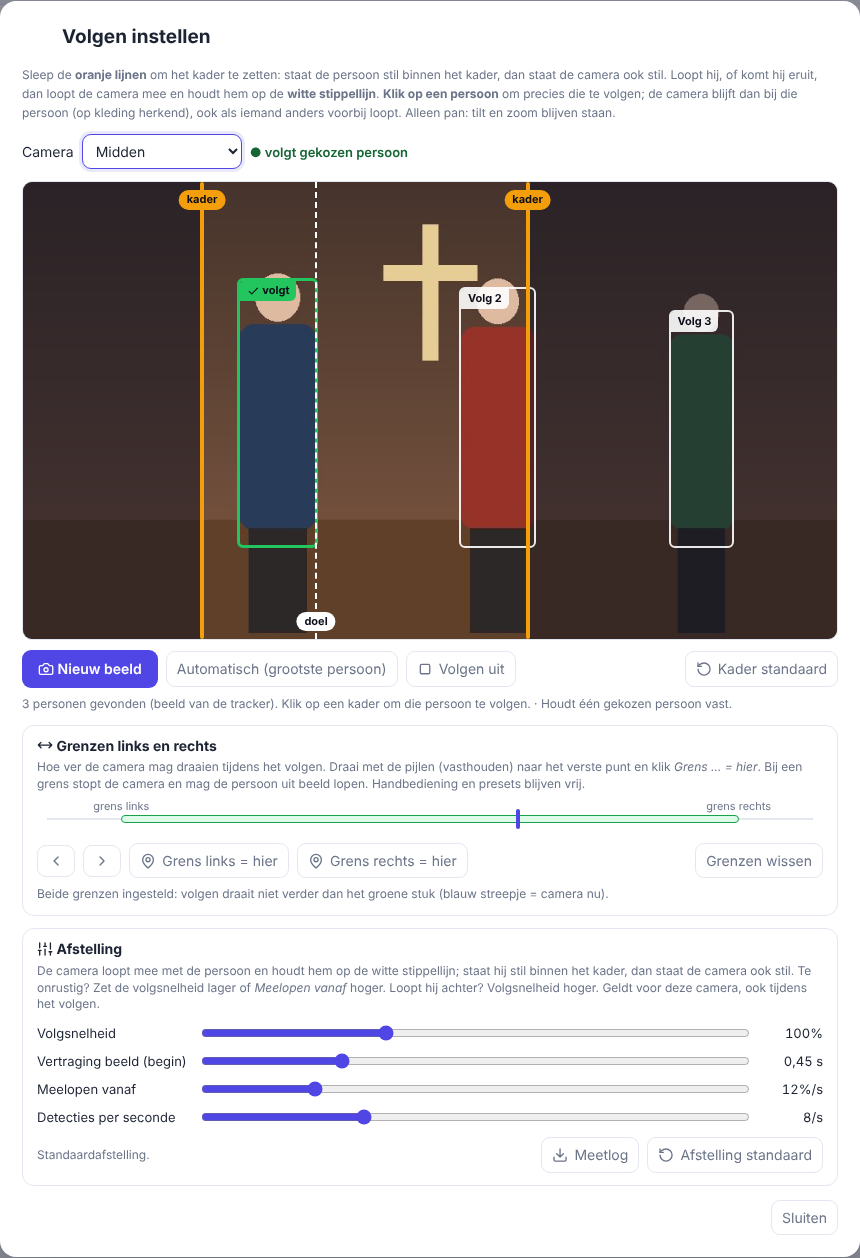 Volgen instellen
Sleep de oranje lijnen om het kader te zetten: staat de persoon stil binnen het kader, dan staat de camera ook stil. Loopt hij, of komt hij eruit,
dan loopt de camera mee en houdt hem op de witte stippellijn. Klik op een persoon om precies die te volgen; de camera blijft dan bij die
persoon (op kleding herkend), ook als iemand anders voorbij loopt. Alleen pan: tilt en zoom blijven staan.
Camera Midden volgt gekozen persoon
kader kader
volgt Volg 2 Volg 3
doel
Nieuw beeld Automatisch (grootste persoon) Volgen uit Kader standaard
3 personen gevonden (beeld van de tracker). Klik op een kader om die persoon te volgen. · Houdt één gekozen persoon vast.
Grenzen links en rechts
Hoe ver de camera mag draaien tijdens het volgen. Draai met de pijlen (vasthouden) naar het verste punt en klik Grens ... = hier. Bij een
grens stopt de camera en mag de persoon uit beeld lopen. Handbediening en presets blijven vrij.
grens links grens rechts
Grens links = hier Grens rechts = hier Grenzen wissen
Beide grenzen ingesteld: volgen draait niet verder dan het groene stuk (blauw streepje = camera nu).
Afstelling
De camera loopt mee met de persoon en houdt hem op de witte stippellijn; staat hij stil binnen het kader, dan staat de camera ook stil. Te
onrustig? Zet de volgsnelheid lager of Meelopen vanaf hoger. Loopt hij achter? Volgsnelheid hoger. Geldt voor deze camera, ook tijdens
het volgen.
Volgsnelheid 100%
Vertraging beeld (begin) 0,45 s
Meelopen vanaf 12%/s
Detecties per seconde 8/s
Standaardafstelling. Meetlog Afstelling standaard
Sluiten